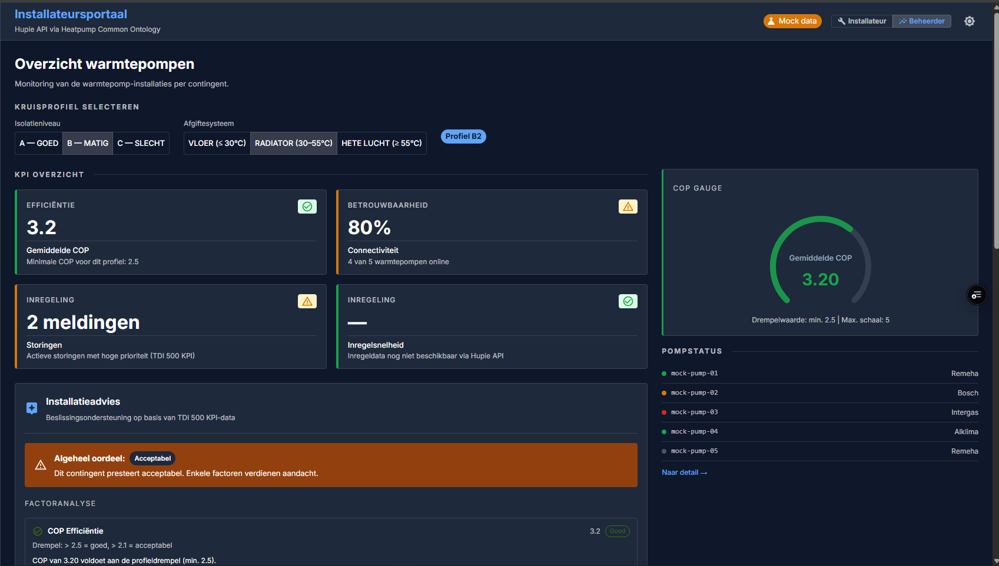 Installateursportaal
Hupie API via Heatpump Common Ontology
Mock data
Installateur
Beheerder
Overzicht warmtepompen
Monitoring van de warmtepomp-installaties per contingent.
KRUISPROFIEL SELECTEREN
Isolatieniveau
A — GOED
B — MATIG
C — SLECHT
Afgiftesysteem
VLOER (≤ 30°C)
RADIATOR (30–55°C)
HETE LUCHT (≥ 55°C)
Profiel B2
KPI OVERZICHT
EFFICIËNTIE
3.2
Gemiddelde COP
Minimale COP voor dit profiel: 2.5
BETROUWBAARHEID
80%
Connectiviteit
4 van 5 warmtepompen online
INREGELING
2 meldingen
Storingen
Actieve storingen met hoge prioriteit (TDI 500 KPI)
INREGELING
—
Inregelsnelheid
Inregeldata nog niet beschikbaar via Hupie API
Installatieadvies
Beslissingsondersteuning op basis van TDI 500 KPI-data
Algeheel oordeel: Acceptabel
Dit contingent presteert acceptabel. Enkele factoren verdienen aandacht.
FACTORANALYSE
COP Efficiëntie
3.2 Goed
Drempel: > 2.5 = goed, > 2.1 = acceptabel
COP van 3.20 voldoet aan de profieldrempel (min. 2.5).
COP GAUGE
Gemiddelde COP
3.20
Drempelwaarde: min. 2.5 | Max. schaal: 5
POMPSTATUS
mock-pump-01 Remeha
mock-pump-02 Bosch
mock-pump-03 Intergas
mock-pump-04 Alklima
mock-pump-05 Remeha
Naar detail →